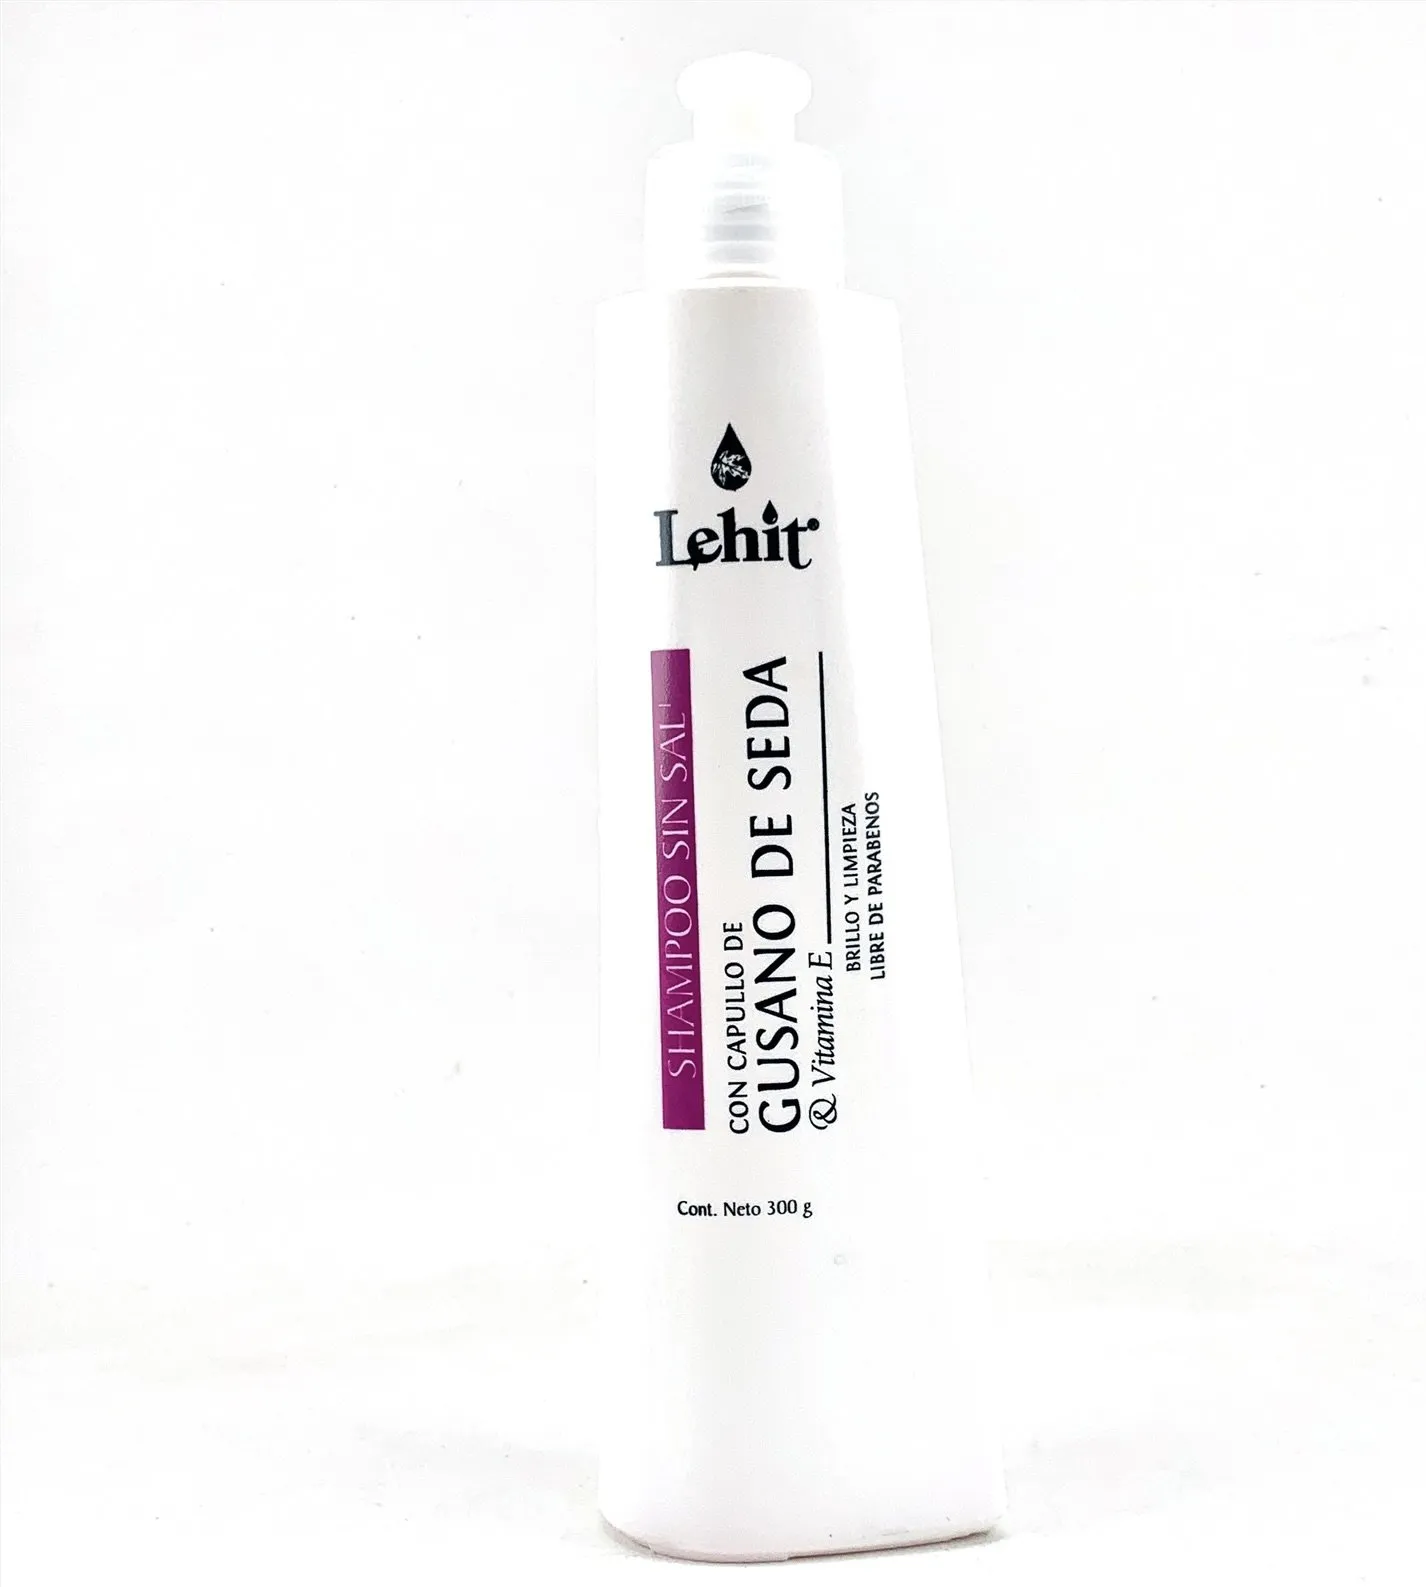 Lehit®
SHAMPOO SIN SAL
CON CAPULLO DE
GUSANO DE SEDA
& Vitamina E
BRILLO Y LIMPIEZA
LIBRE DE PARABENOS
Cont. Neto 300 g